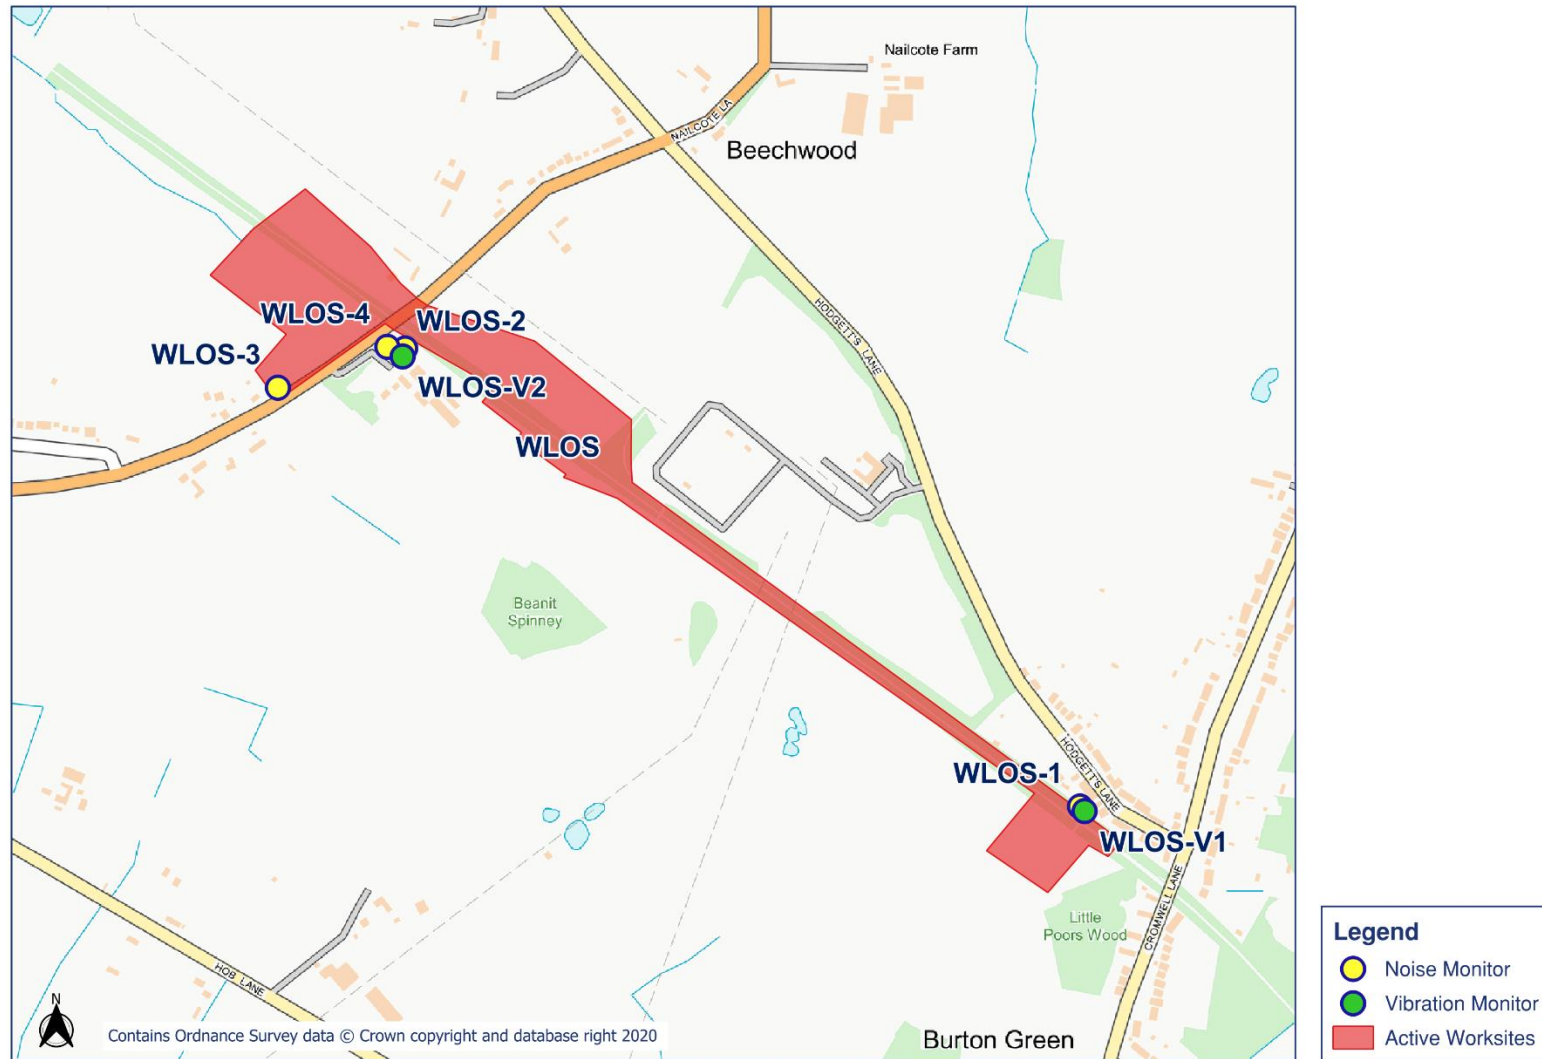 Nailcote Farm
NAILCOTE LA
Beechwood
HODGETT'S LANE
WLOS-4
WLOS-2
WLOS-3
WLOS-V2
WLOS
Beanit
Spinney
HODGETT'S LANE
WLOS-1
WLOS-V1
CROMWELL LANE
Little
Poors Wood
HOB LANE
N
Contains Ordnance Survey data © Crown copyright and database right 2020
Burton Green
Legend
Noise Monitor
Vibration Monitor
Active Worksites